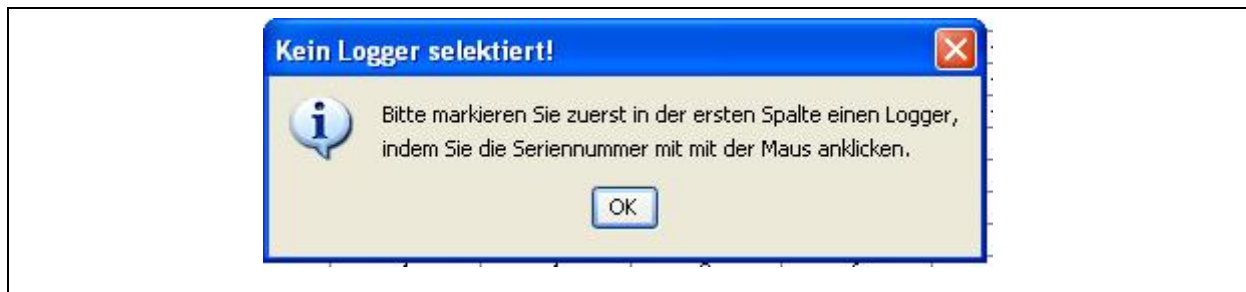 Kein Logger selektiert!
Bitte markieren Sie zuerst in der ersten Spalte einen Logger,
indem Sie die Seriennummer mit mit der Maus anklicken.
OK